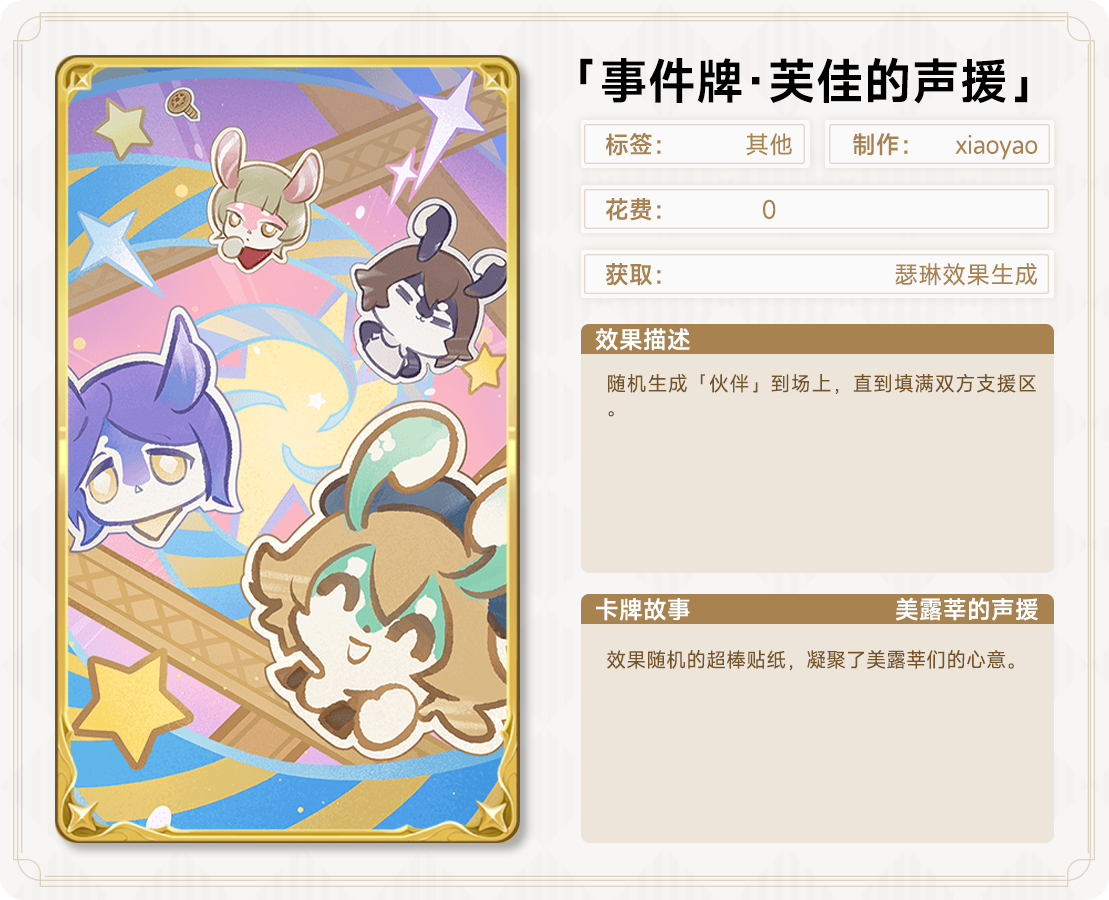 「事件牌·芙佳的声援」
标签： 其他
制作： xiaoyao
花费： 0
获取： 瑟琳效果生成
效果描述
随机生成「伙伴」到场上，直到填满双方支援区
。
卡牌故事 美露莘的声援
效果随机的超棒贴纸，凝聚了美露莘们的心意。